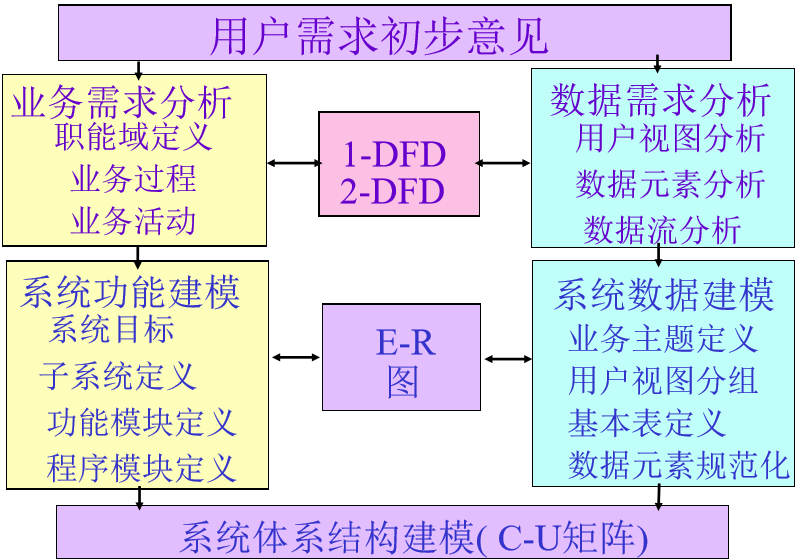 用户需求初步意见
业务需求分析
职能域定义
业务过程
业务活动
1-DFD
2-DFD
数据需求分析
用户视图分析
数据元素分析
数据流分析
系统功能建模
系统目标
子系统定义
功能模块定义
程序模块定义
E-R
图
系统数据建模
业务主题定义
用户视图分组
基本表定义
数据元素规范化
系统体系结构建模( C-U矩阵)